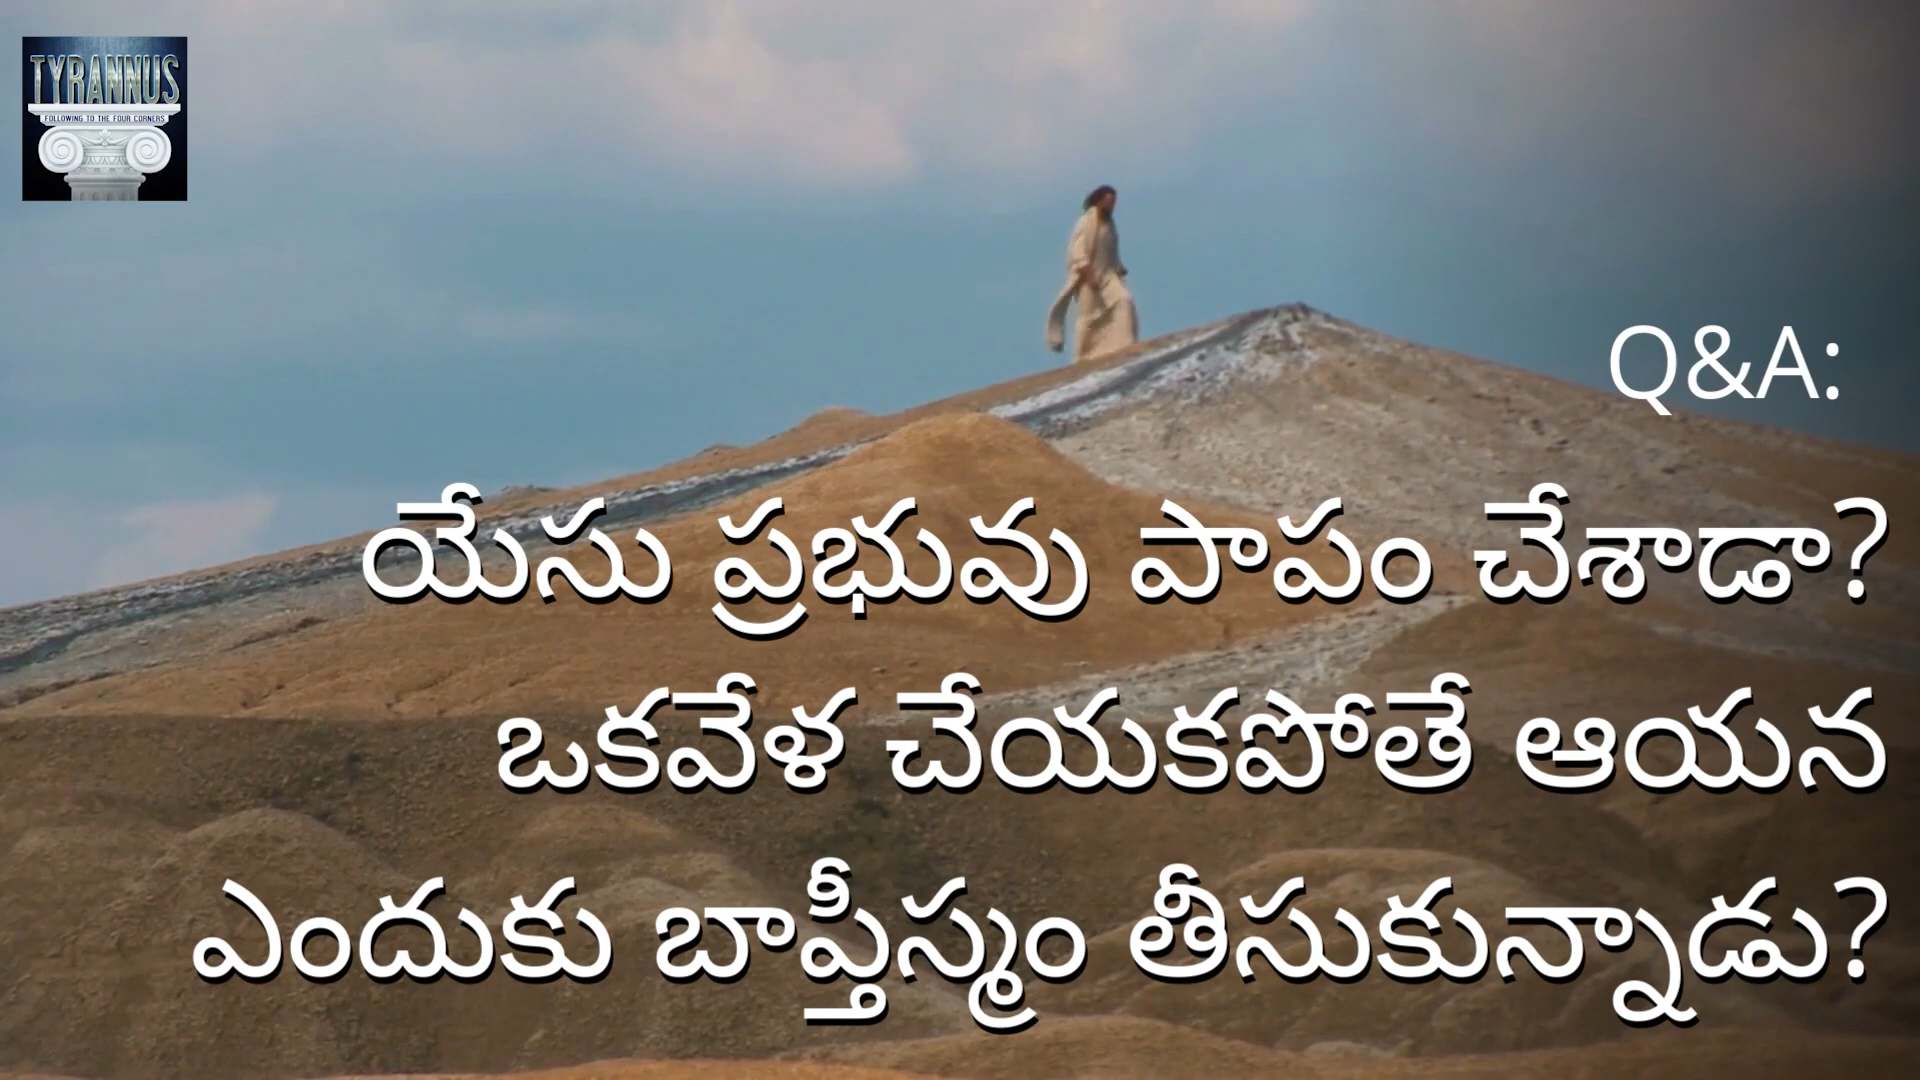 TYRANNUS
FOLLOWING TO THE FOUR CORNERS
Q&A:
యేసు ప్రభువు పాపం చేశాడా?
ఒకవేళ చేయకపోతే ఆయన
ఎందుకు బాప్తీస్మం తీసుకున్నాడు?